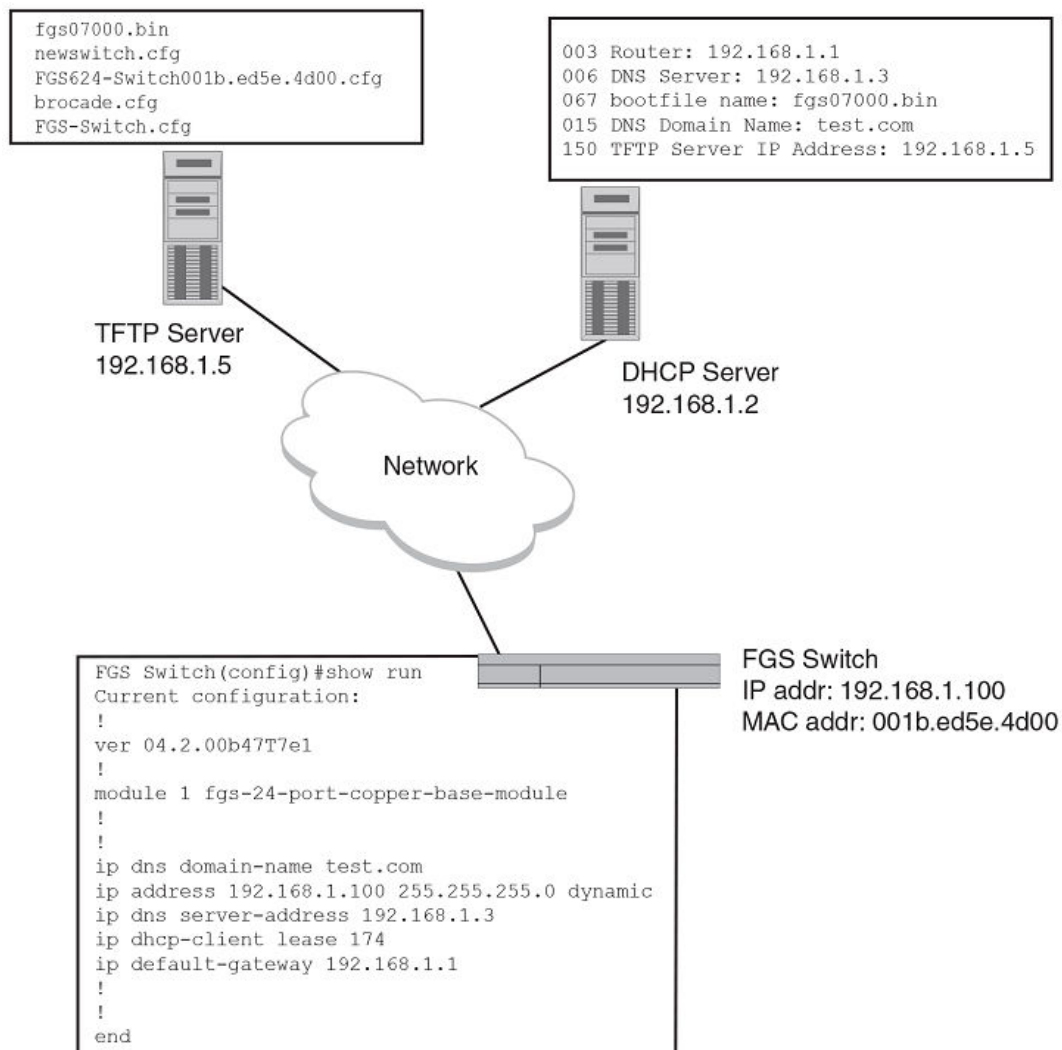 fgs07000.bin
newswitch.cfg
FGS624-Switch001b.ed5e.4d00.cfg
brocade.cfg
FGS-Switch.cfg
003 Router: 192.168.1.1
006 DNS Server: 192.168.1.3
067 bootfile name: fgs07000.bin
015 DNS Domain Name: test.com
150 TFTP Server IP Address: 192.168.1.5
TFTP Server
192.168.1.5
DHCP Server
192.168.1.2
Network
FGS Switch
IP addr: 192.168.1.100
MAC addr: 001b.ed5e.4d00
FGS Switch(config)#show run
Current configuration:
!
ver 04.2.00b47T7e1
!
module 1 fgs-24-port-copper-base-module
!
!
ip dns domain-name test.com
ip address 192.168.1.100 255.255.255.0 dynamic
ip dns server-address 192.168.1.3
ip dhcp-client lease 174
ip default-gateway 192.168.1.1
!
!
end